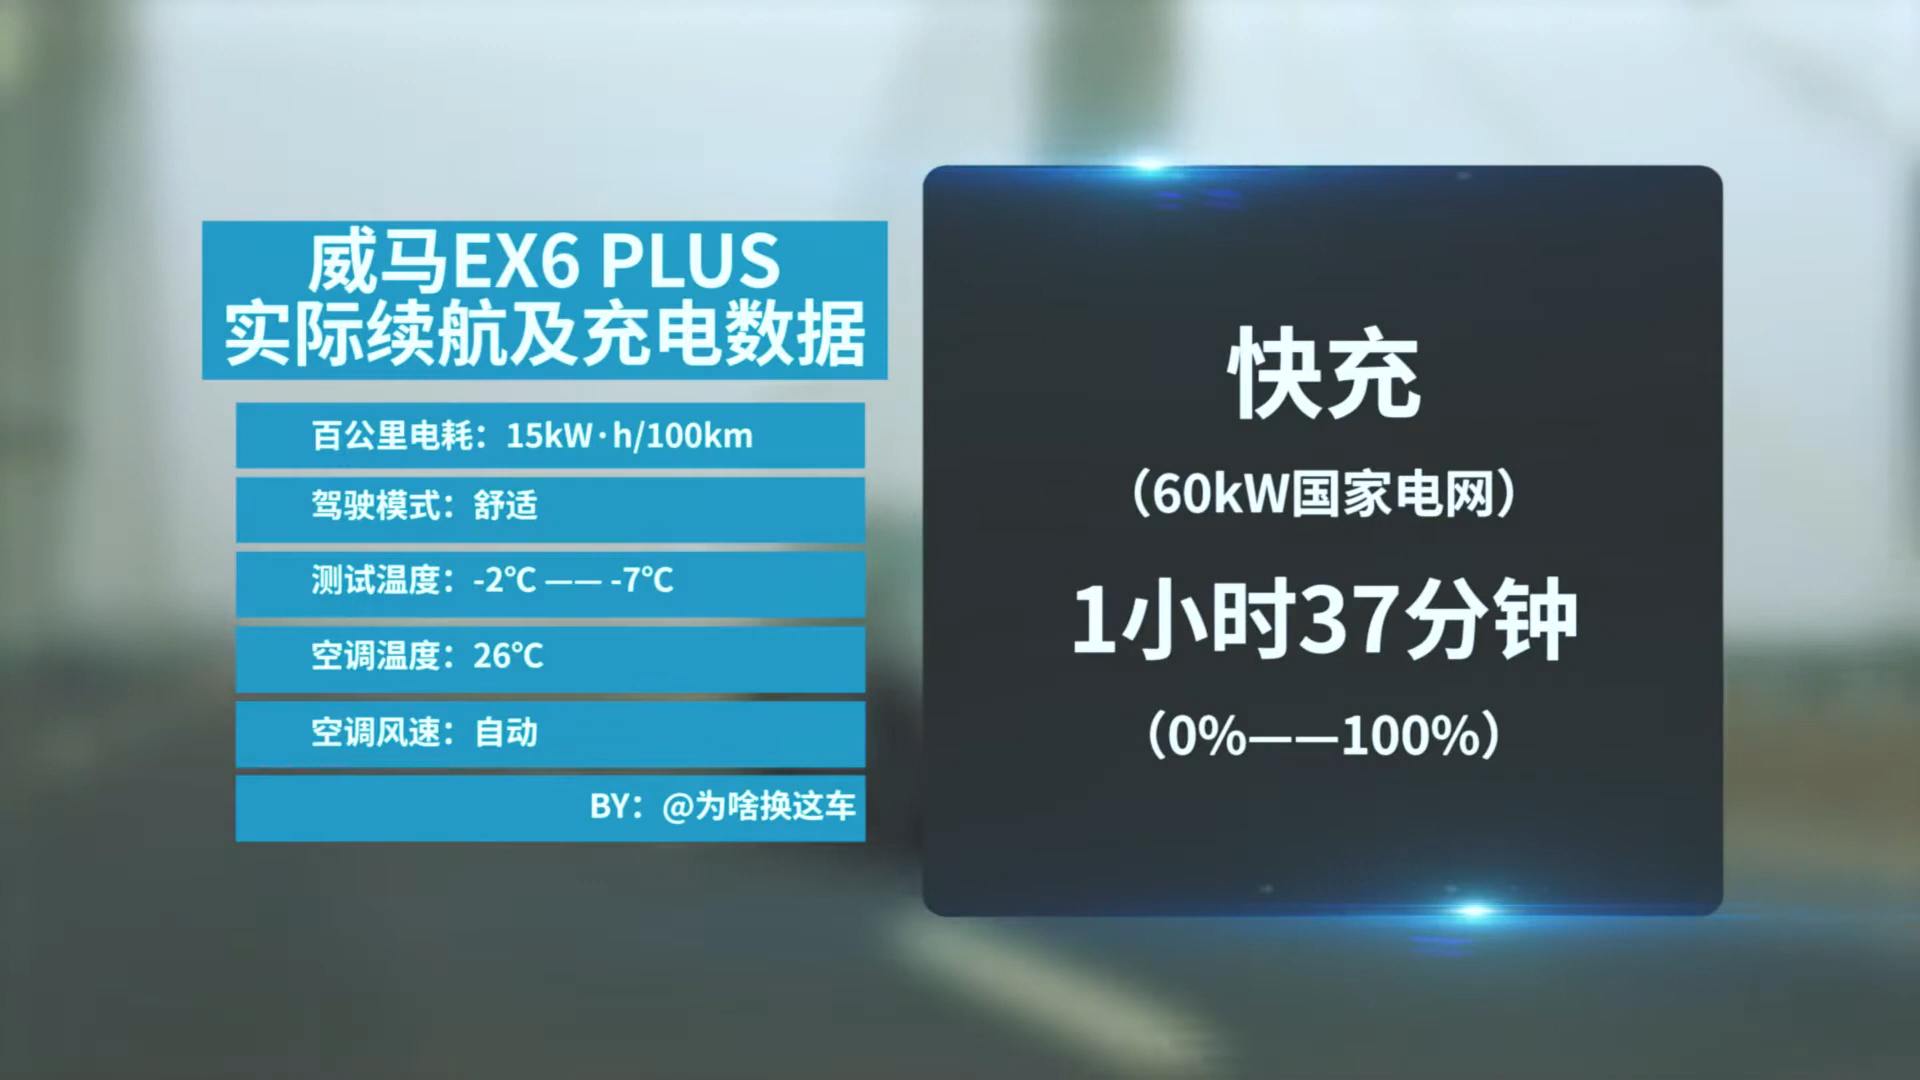 威马EX6 PLUS
实际续航及充电数据
百公里电耗：15kW·h/100km
驾驶模式：舒适
测试温度：-2℃ —— -7℃
空调温度：26℃
空调风速：自动
BY：@为啥换这车
快充
（60kW国家电网）
1小时37分钟
（0%——100%）